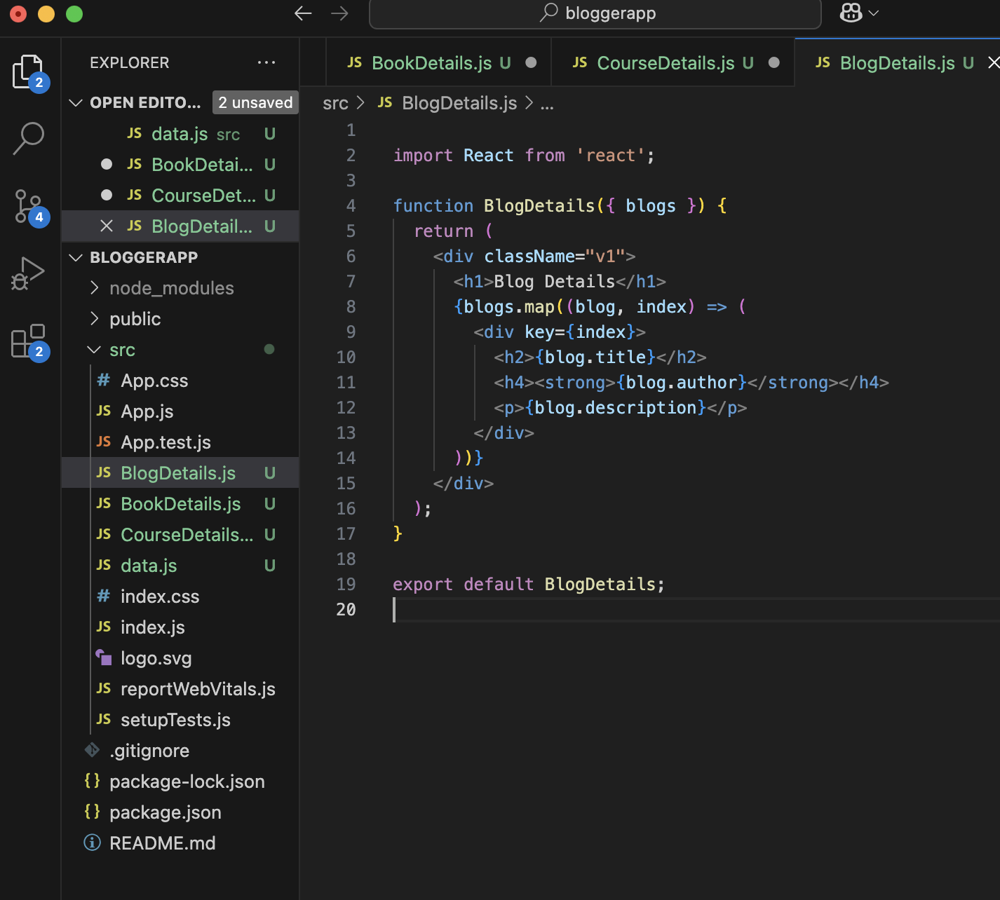 bloggerapp
EXPLORER ...
2
OPEN EDITO... 2 unsaved
JS data.js src U
JS BookDetai... U
JS CourseDet... U
JS BlogDetail... U
4
2
BLOGGERAPP
node_modules
public
src
# App.css
JS App.js
JS App.test.js
JS BlogDetails.js U
JS BookDetails.js U
JS CourseDetails... U
JS data.js U
# index.css
JS index.js
logo.svg
JS reportWebVitals.js
JS setupTests.js
.gitignore
{} package-lock.json
{} package.json
README.md
JS BookDetails.js U JS CourseDetails.js U JS BlogDetails.js U
src > JS BlogDetails.js > ...
1
2 import React from 'react';
3
4 function BlogDetails({ blogs }) {
5 return (
6 <div className="v1">
7 <h1>Blog Details</h1>
8 {blogs.map((blog, index) => (
9 <div key={index}>
10 <h2>{blog.title}</h2>
11 <h4><strong>{blog.author}</strong></h4>
12 <p>{blog.description}</p>
13 </div>
14 ))}
15 </div>
16 );
17 }
18
19 export default BlogDetails;
20